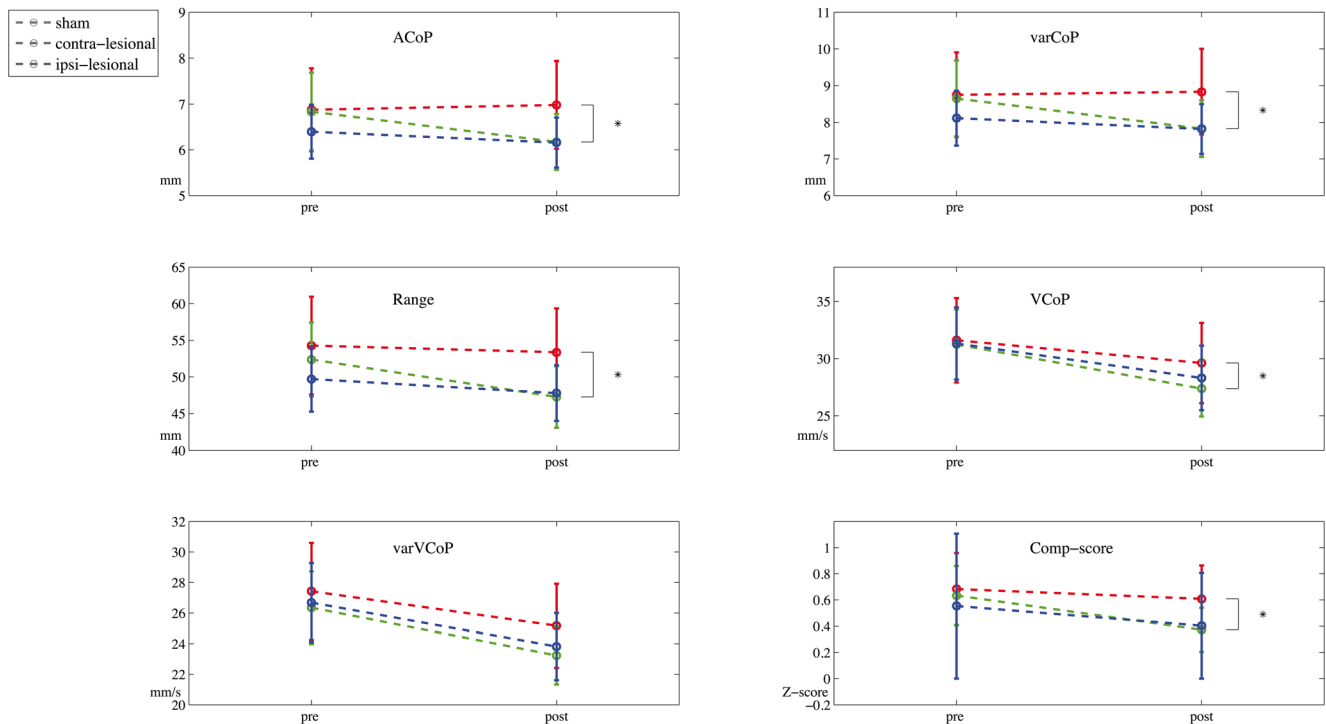 sham
contra-lesional
ipsi-lesional
ACoP
9
8
7
6
mm
5
pre
post
*
varCoP
11
10
9
8
7
mm
6
pre
post
*
Range
65
60
55
50
45
mm
40
pre
post
*
VCoP
35
30
25
mm/s
pre
post
*
varVCoP
32
30
28
26
24
22
mm/s
20
pre
post
Comp-score
1
0.8
0.6
0.4
0.2
0
Z-score
-0.2
pre
post
*